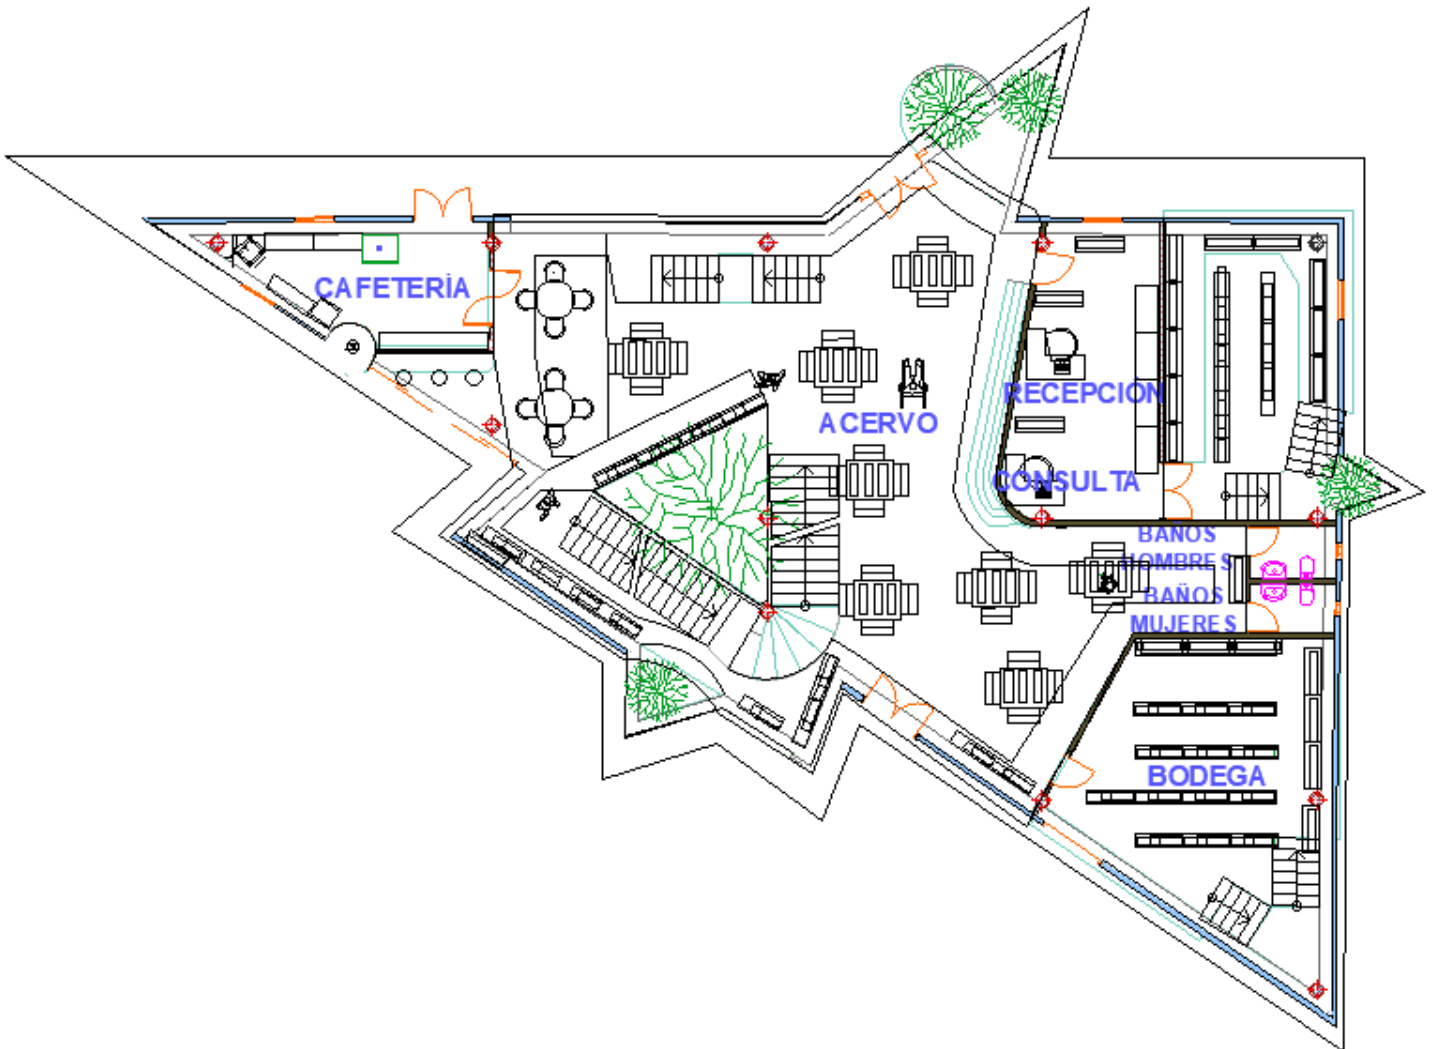 CAFETERÍA
RECEPCION
ACERVO
CONSULTA
BAÑOS
HOMBRES
BAÑOS
MUJERES
BODEGA